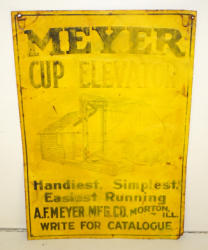 MEYER
CUP ELEVATOR
Handiest, Simplest,
Easiest Running
A.F. MEYER MFG. CO. MORTON, ILL.
WRITE FOR CATALOGUE